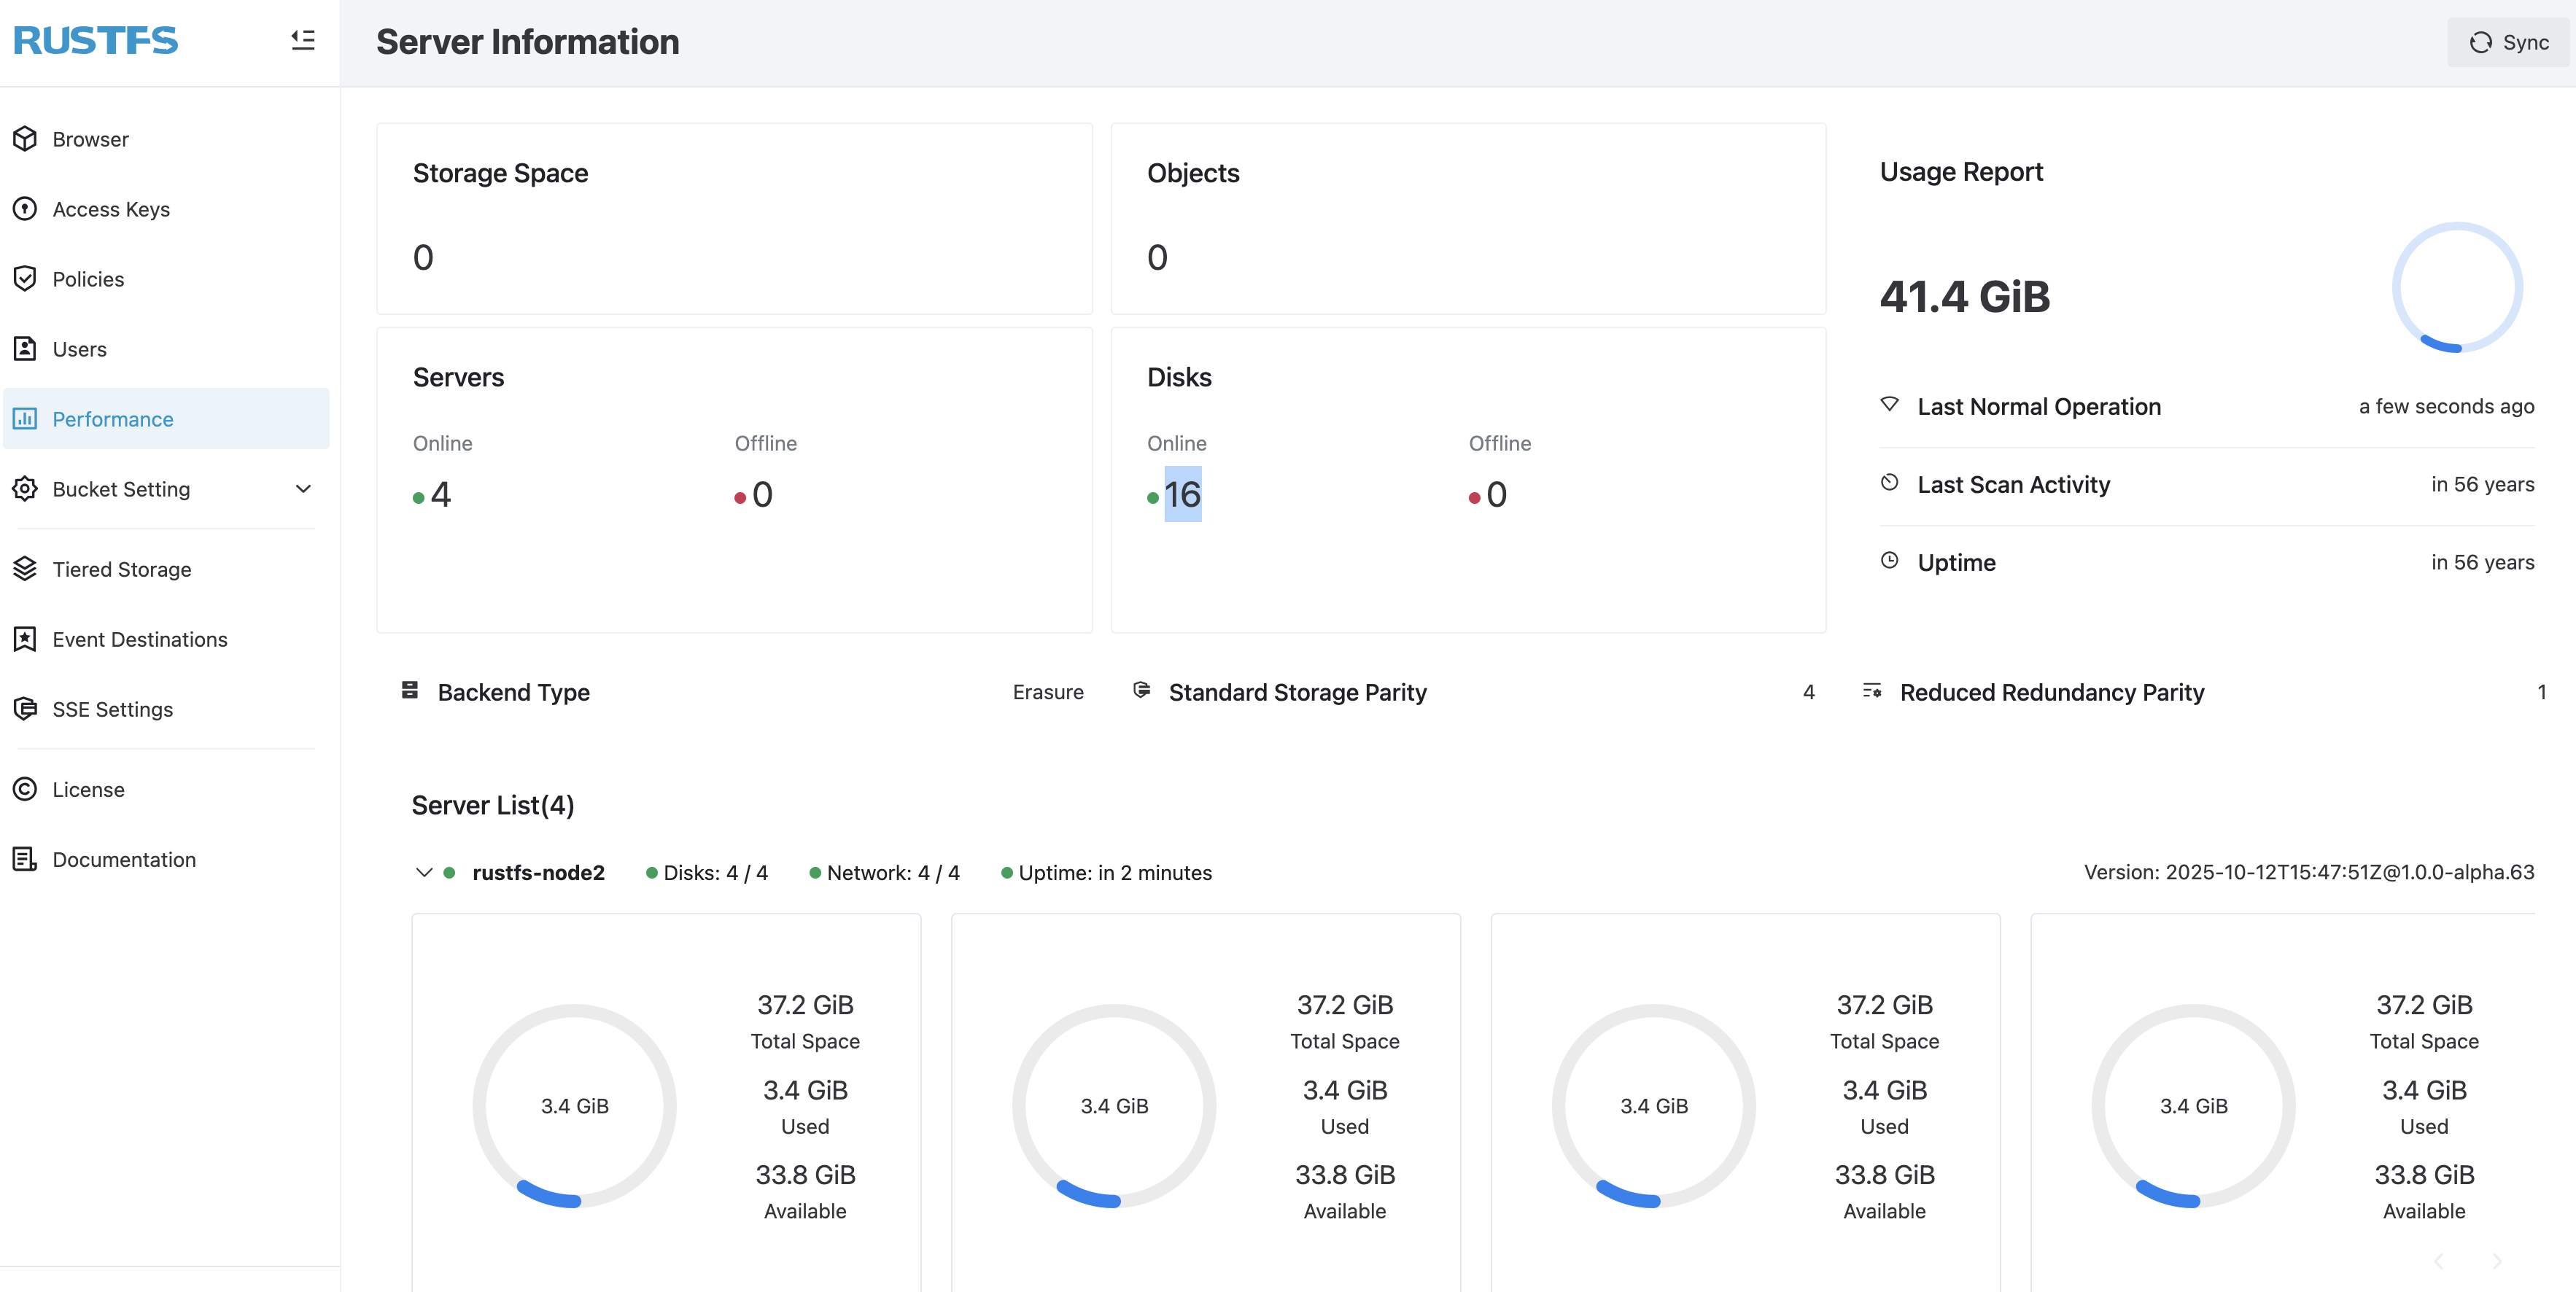 RUSTFS
Browser
Access Keys
Policies
Users
Performance
Bucket Setting
Tiered Storage
Event Destinations
SSE Settings
License
Documentation
Server Information
Sync
Storage Space
0
Objects
0
Servers
Online
Offline
4
0
Disks
Online
Offline
16
0
Usage Report
41.4 GiB
Last Normal Operation a few seconds ago
Last Scan Activity in 56 years
Uptime in 56 years
Backend Type Erasure
Standard Storage Parity 4
Reduced Redundancy Parity 1
Server List(4)
rustfs-node2 Disks: 4 / 4 Network: 4 / 4 Uptime: in 2 minutes Version: 2025-10-12T15:47:51Z@1.0.0-alpha.63
3.4 GiB
37.2 GiB
Total Space
3.4 GiB
Used
33.8 GiB
Available
3.4 GiB
37.2 GiB
Total Space
3.4 GiB
Used
33.8 GiB
Available
3.4 GiB
37.2 GiB
Total Space
3.4 GiB
Used
33.8 GiB
Available
3.4 GiB
37.2 GiB
Total Space
3.4 GiB
Used
33.8 GiB
Available